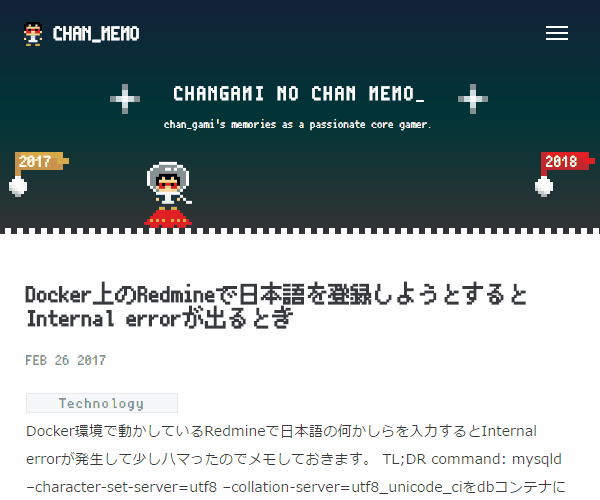 CHAN_MEMO
CHANGAMI NO CHAN MEMO_
chan_gami's memories as a passionate core gamer.
2017
2018
Docker上のRedmineで日本語を登録しようとすると
Internal errorが出るとき
FEB 26 2017
Technology
Docker環境で動かしているRedmineで日本語の何かしらを入力するとInternal
errorが発生して少しハマったのでメモしておきます。 TL;DR command: mysqld
–character-set-server=utf8 –collation-server=utf8_unicode_ciをdbコンテナに